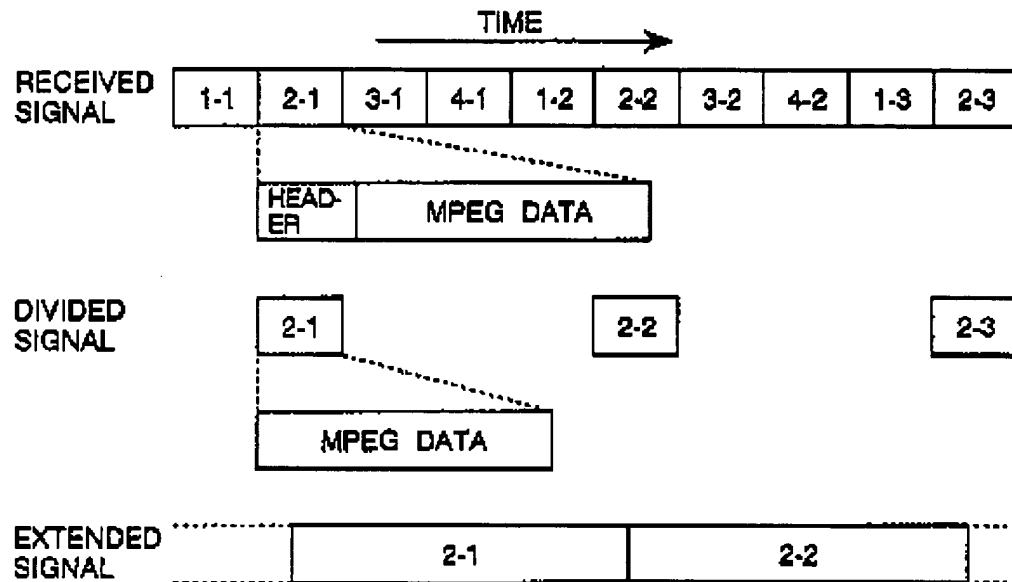 TIME
RECEIVED
SIGNAL
1-1 2-1 3-1 4-1 1-2 2-2 3-2 4-2 1-3 2-3
HEAD-
ER
MPEG DATA
DIVIDED
SIGNAL
2-1 2-2 2-3
MPEG DATA
EXTENDED
SIGNAL
2-1 2-2